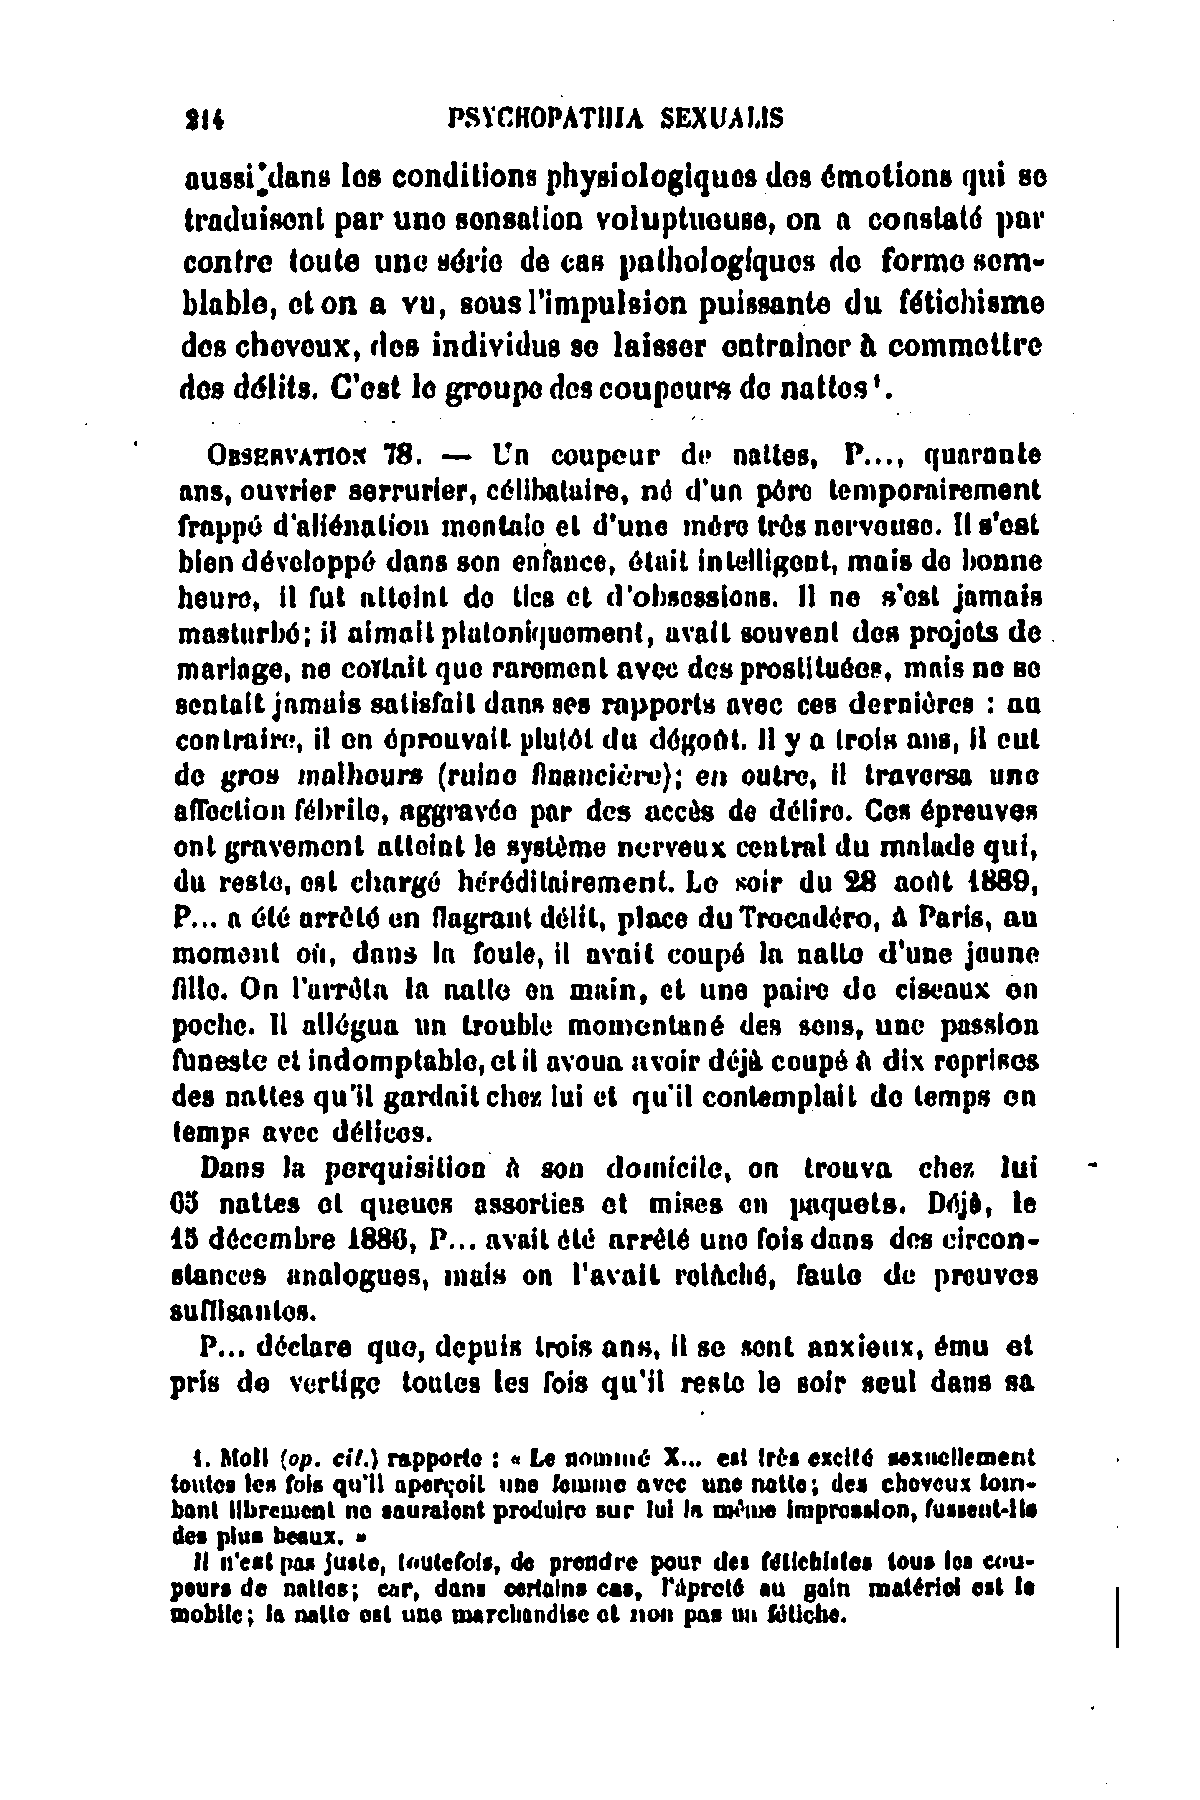 214 PSYCHOPATHIA SEXUALIS
aussi dans les conditions physiologiques des émotions qui se
traduisent par une sensation voluptueuse, on a constaté par
contre toute une série de cas pathologiques de forme sem-
blable, et on a vu, sous l'impulsion puissante du fétichisme
des cheveux, des individus se laisser entraîner à commettre
des délits. C'est le groupe des coupeurs de nattes¹.
OBSERVATION 78. — Un coupeur de nattes, P..., quarante
ans, ouvrier serrurier, célibataire, né d'un père temporairement
frappé d'aliénation mentale et d'une mère très nerveuse. Il s'est
bien développé dans son enfance, était intelligent, mais de bonne
heure, il fut atteint de tics et d'obsessions. Il ne s'est jamais
masturbé; il aimait platoniquement, avait souvent des projets de
mariage, ne coïtait que rarement avec des prostituées, mais ne se
sentait jamais satisfait dans ses rapports avec ces dernières : au
contraire, il en éprouvait plutôt du dégoût. Il y a trois ans, il eut
de gros malheurs (ruine financière); en outre, il traversa une
affection fébrile, aggravée par des accès de délire. Ces épreuves
ont gravement atteint le système nerveux central du malade qui,
du reste, est chargé héréditairement. Le soir du 28 août 1889,
P... a été arrêté en flagrant délit, place du Trocadéro, à Paris, au
moment où, dans la foule, il avait coupé la natte d'une jeune
fille. On l'arrêta la natte en main, et une paire de ciseaux en
poche. Il allégua un trouble momentané des sens, une passion
funeste et indomptable, et il avoua avoir déjà coupé à dix reprises
des nattes qu'il gardait chez lui et qu'il contemplait de temps en
temps avec délices.
Dans la perquisition à son domicile, on trouva chez lui
65 nattes et queues assorties et mises en paquets. Déjà, le
15 décembre 1886, P... avait été arrêté une fois dans des circon-
stances analogues, mais on l'avait relâché, faute de preuves
suffisantes.
P... déclare que, depuis trois ans, il se sent anxieux, ému et
pris de vertige toutes les fois qu'il reste le soir seul dans sa
1. Moll (op. cit.) rapporte : « Le nommé X... est très excité sexuellement
toutes les fois qu'il aperçoit une femme avec une natte; des cheveux tom-
bant librement ne sauraient produire sur lui la même impression, fussent-ils
des plus beaux. »
Il n'est pas juste, toutefois, de prendre pour des fétichistes tous les cou-
peurs de nattes; car, dans certains cas, l'âpreté au gain matériel est le
mobile; la natte est une marchandise et non pas un fétiche.